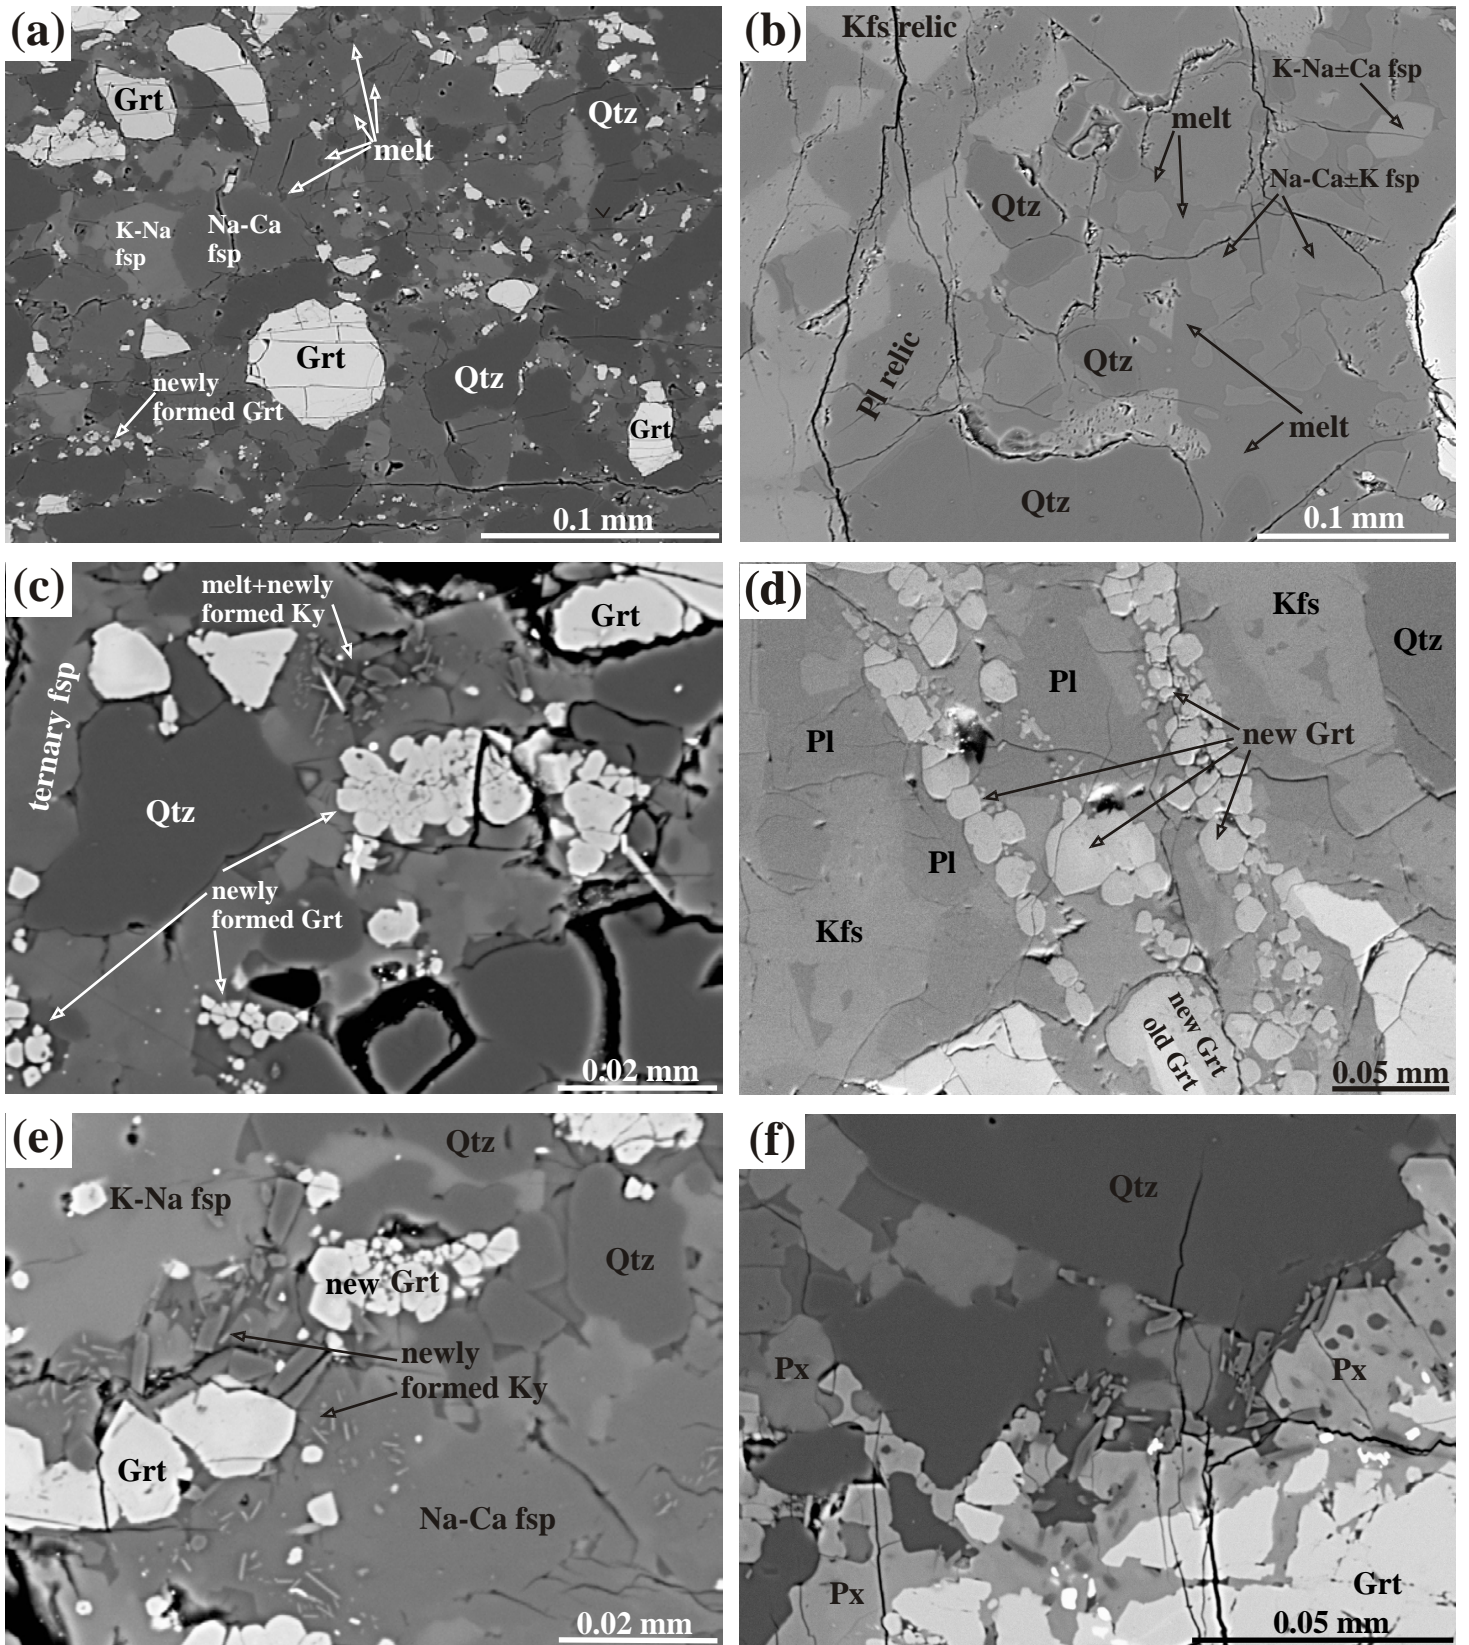 (a)
Grt
Qtz
melt
K-Na
fsp
Na-Ca
fsp
Grt
Qtz
newly
formed Grt
Grt
0.1 mm
(b)
Kfs relic
K-Na±Ca fsp
melt
Na-Ca±K fsp
Qtz
Pl relic
Qtz
melt
Qtz
0.1 mm
(c)
melt+newly
formed Ky
Grt
ternary fsp
Qtz
newly
formed Grt
0.02 mm
(d)
Kfs
Qtz
Pl
Pl
new Grt
Pl
Kfs
new Grt
old Grt
0.05 mm
(e)
Qtz
K-Na fsp
Qtz
new Grt
newly
formed Ky
Grt
Na-Ca fsp
0.02 mm
(f)
Qtz
Px
Px
Px
Grt
0.05 mm